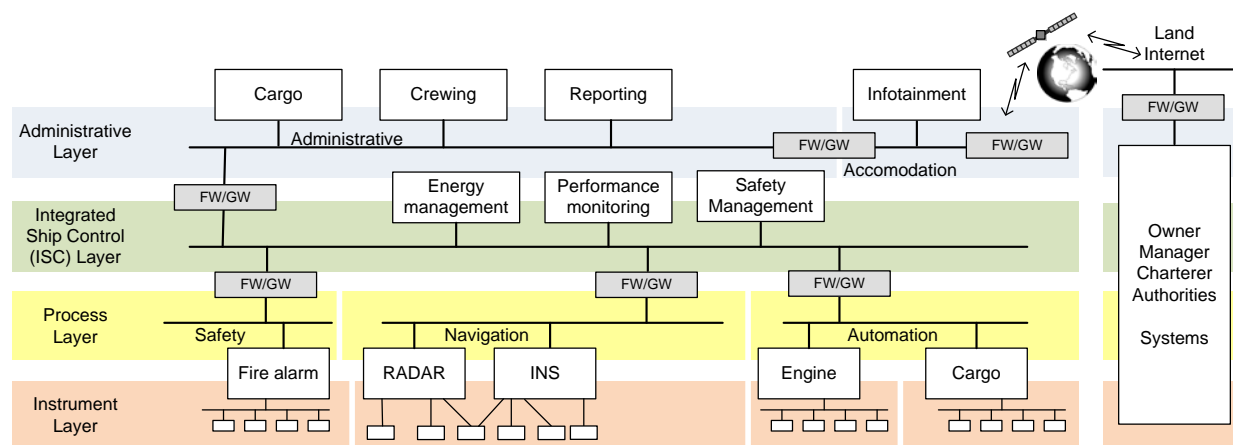 Land
Internet
Cargo
Crewing
Reporting
Infotainment
FW/GW
Administrative
Layer
Administrative
FW/GW
FW/GW
Accomodation
FW/GW
Energy
management
Performance
monitoring
Safety
Management
Integrated
Ship Control
(ISC) Layer
Owner
Manager
Charterer
Authorities
Systems
FW/GW
FW/GW
FW/GW
Process
Layer
Safety
Navigation
Automation
Fire alarm
RADAR
INS
Engine
Cargo
Instrument
Layer